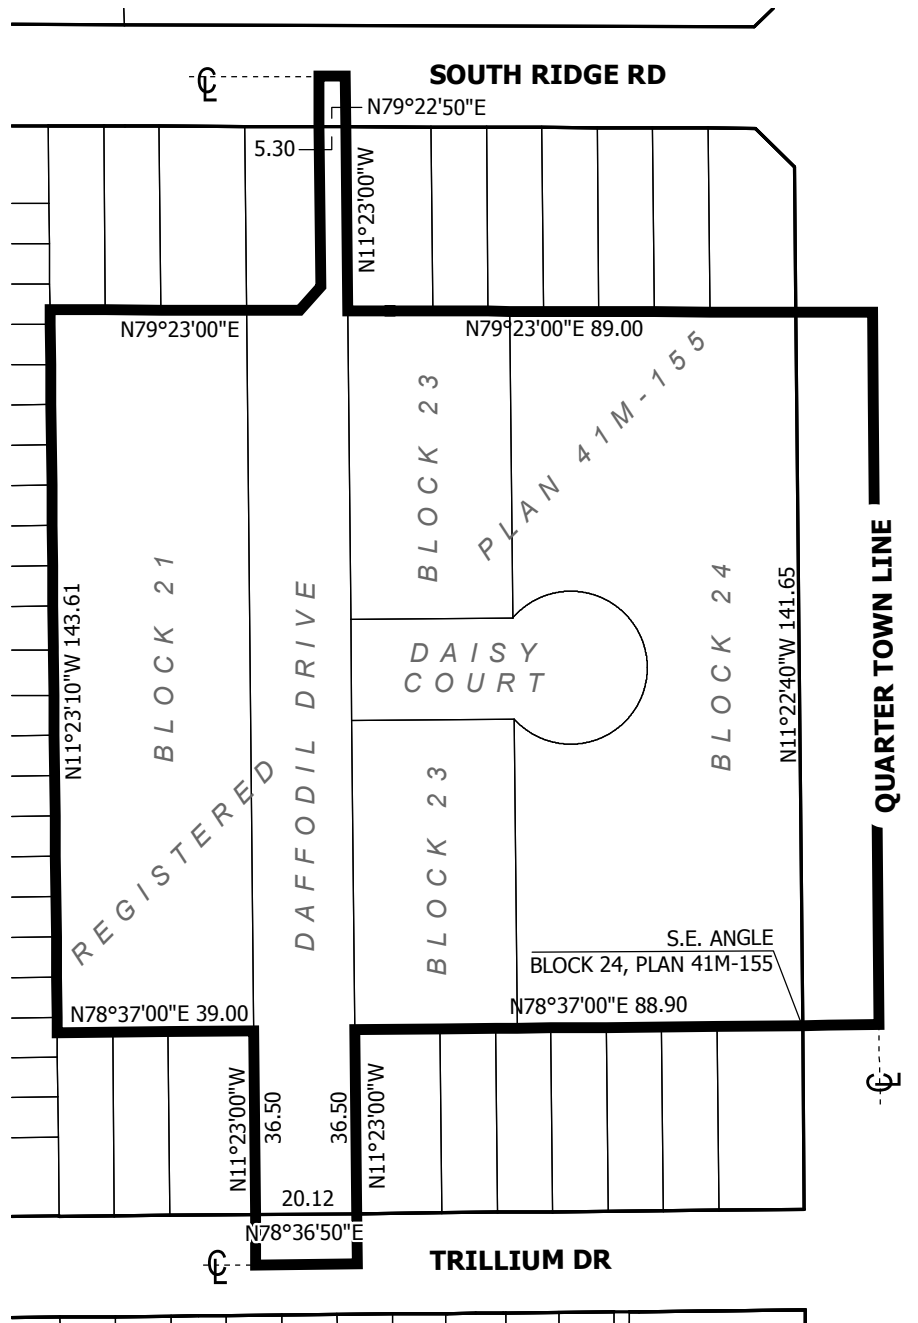 ℄
SOUTH RIDGE RD
N79°22'50"E
5.30
N11°23'00"W
N79°23'00"E
N79°23'00"E 89.00
BLOCK 23
PLAN 41M-155
BLOCK 21
DAFFODIL DRIVE
BLOCK 24
N11°22'40"W 141.65
QUARTER TOWN LINE
N11°23'10"W 143.61
DAISY
COURT
REGISTERED
BLOCK 23
S.E. ANGLE
BLOCK 24, PLAN 41M-155
N78°37'00"E 39.00
N78°37'00"E 88.90
℄
N11°23'00"W
36.50
36.50
N11°23'00"W
20.12
N78°36'50"E
℄
TRILLIUM DR